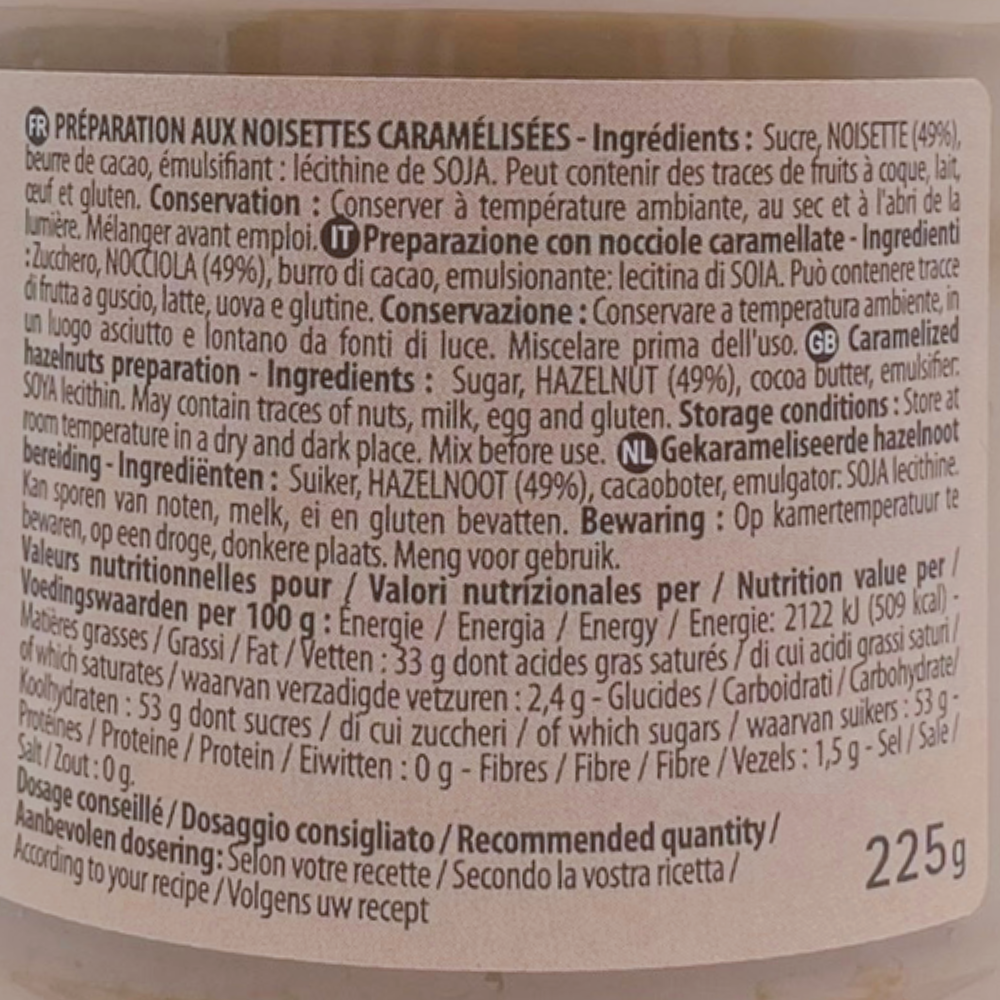 FR PRÉPARATION AUX NOISETTES CARAMÉLISÉES - Ingrédients : Sucre, NOISETTE (49%),
beurre de cacao, émulsifiant : lécithine de SOJA. Peut contenir des traces de fruits à coque, lait,
œuf et gluten. Conservation : Conserver à température ambiante, au sec et à l'abri de la
lumière. Mélanger avant emploi. IT Preparazione con nocciole caramellate - Ingredienti
: Zucchero, NOCCIOLA (49%), burro di cacao, emulsionante: lecitina di SOIA. Può contenere tracce
di frutta a guscio, latte, uova e glutine. Conservazione : Conservare a temperatura ambiente, in
un luogo asciutto e lontano da fonti di luce. Miscelare prima dell'uso. GB Caramelized
hazelnuts preparation - Ingredients : Sugar, HAZELNUT (49%), cocoa butter, emulsifier:
SOYA lecithin. May contain traces of nuts, milk, egg and gluten. Storage conditions : Store at
room temperature in a dry and dark place. Mix before use. NL Gekarameliseerde hazelnoot
bereiding - Ingrediënten : Suiker, HAZELNOOT (49%), cacaoboter, emulgator: SOJA lecithine.
Kan sporen van noten, melk, ei en gluten bevatten. Bewaring : Op kamertemperatuur te
bewaren, op een droge, donkere plaats. Meng voor gebruik.
Valeurs nutritionnelles pour / Valori nutrizionales per / Nutrition value per /
Voedingswaarden per 100 g : Énergie / Energia / Energy / Energie: 2122 kJ (509 kcal) -
Matières grasses / Grassi / Fat / Vetten : 33 g dont acides gras saturés / di cui acidi grassi saturi /
of which saturates / waarvan verzadigde vetzuren : 2,4 g - Glucides / Carboidrati / Carbohydrate/
Koolhydraten : 53 g dont sucres / di cui zuccheri / of which sugars / waarvan suikers : 53 g -
Protéines / Proteine / Protein / Eiwitten : 0 g - Fibres / Fibre / Fibre / Vezels : 1,5 g - Sel / Sale /
Salt / Zout : 0 g.
Dosage conseillé / Dosaggio consigliato / Recommended quantity /
Aanbevolen dosering: Selon votre recette / Secondo la vostra ricetta /
According to your recipe / Volgens uw recept
225g